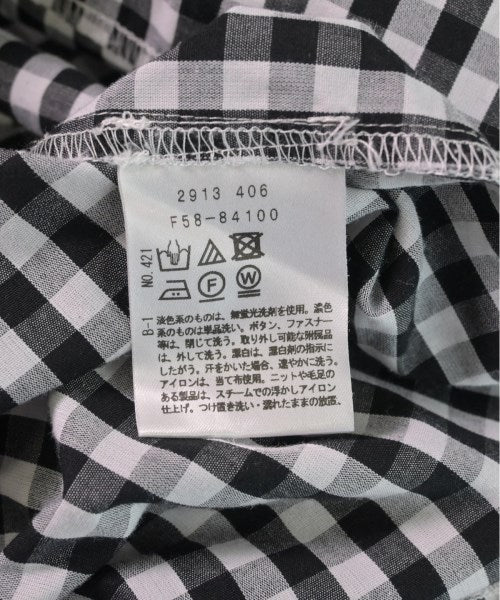 2913 406
F58-84100
NO. 421
B-1
F
W
淡色系のものは、無蛍光洗剤を使用。濃色
系のものは単品洗い。ボタン、ファスナー
等は、閉じて洗う。取り外し可能な附属品
は、外して洗う。漂白は、漂白剤の指示に
したがう。汗をかいた場合、速やかに洗う。
アイロンは、当て布使用。ニットや毛足の
ある製品は、スチームでの浮かしアイロン
仕上げ。つけ置き洗い・濡れたままの放置、